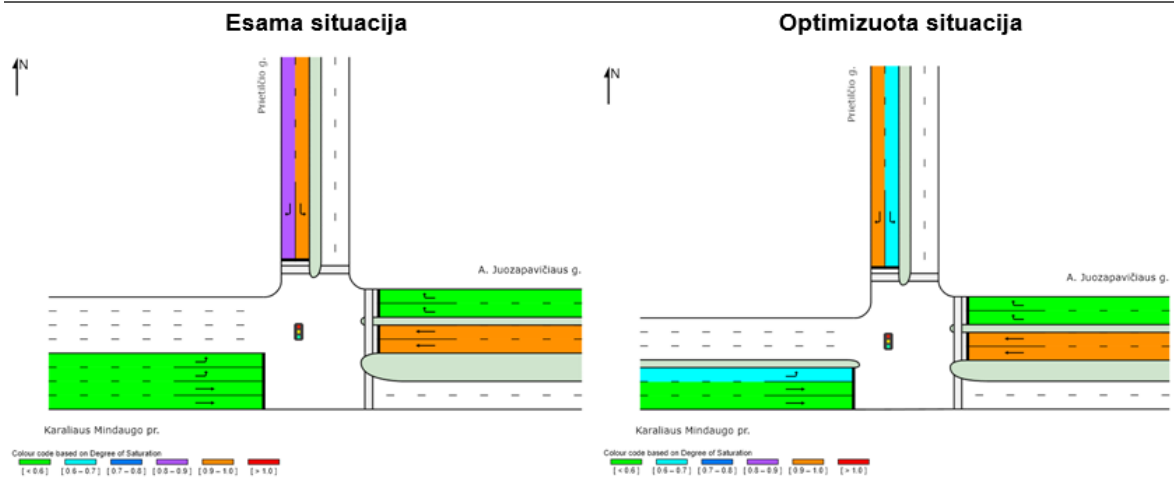 Esama situacija
N
Prietilčio g.
A. Juozapavičiaus g.
Karaliaus Mindaugo pr.
Colour code based on Degree of Saturation
[ < 0.6 ] [ 0.6 – 0.7 ] [ 0.7 – 0.8 ] [ 0.8 – 0.9 ] [ 0.9 – 1.0 ] [ > 1.0 ]
Optimizuota situacija
N
Prietilčio g.
A. Juozapavičiaus g.
Karaliaus Mindaugo pr.
Colour code based on Degree of Saturation
[ < 0.6 ] [ 0.6 – 0.7 ] [ 0.7 – 0.8 ] [ 0.8 – 0.9 ] [ 0.9 – 1.0 ] [ > 1.0 ]